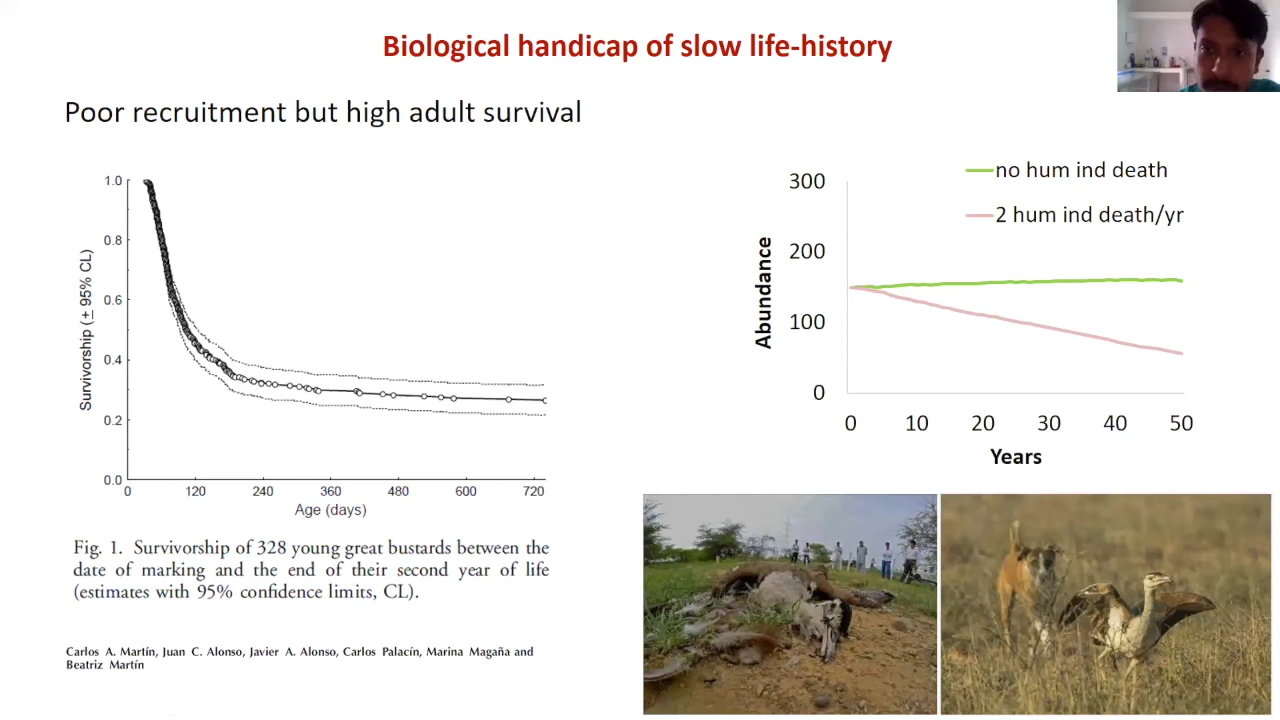 Biological handicap of slow life-history
Poor recruitment but high adult survival
1.0
0.8
0.6
0.4
0.2
0.0
Survivorship (± 95% CL)
0 120 240 360 480 600 720
Age (days)
Fig. 1. Survivorship of 328 young great bustards between the
date of marking and the end of their second year of life
(estimates with 95% confidence limits, CL).
Carlos A. Martín, Juan C. Alonso, Javier A. Alonso, Carlos Palacín, Marina Magaña and
Beatriz Martín
no hum ind death
2 hum ind death/yr
300
200
100
0
Abundance
0 10 20 30 40 50
Years